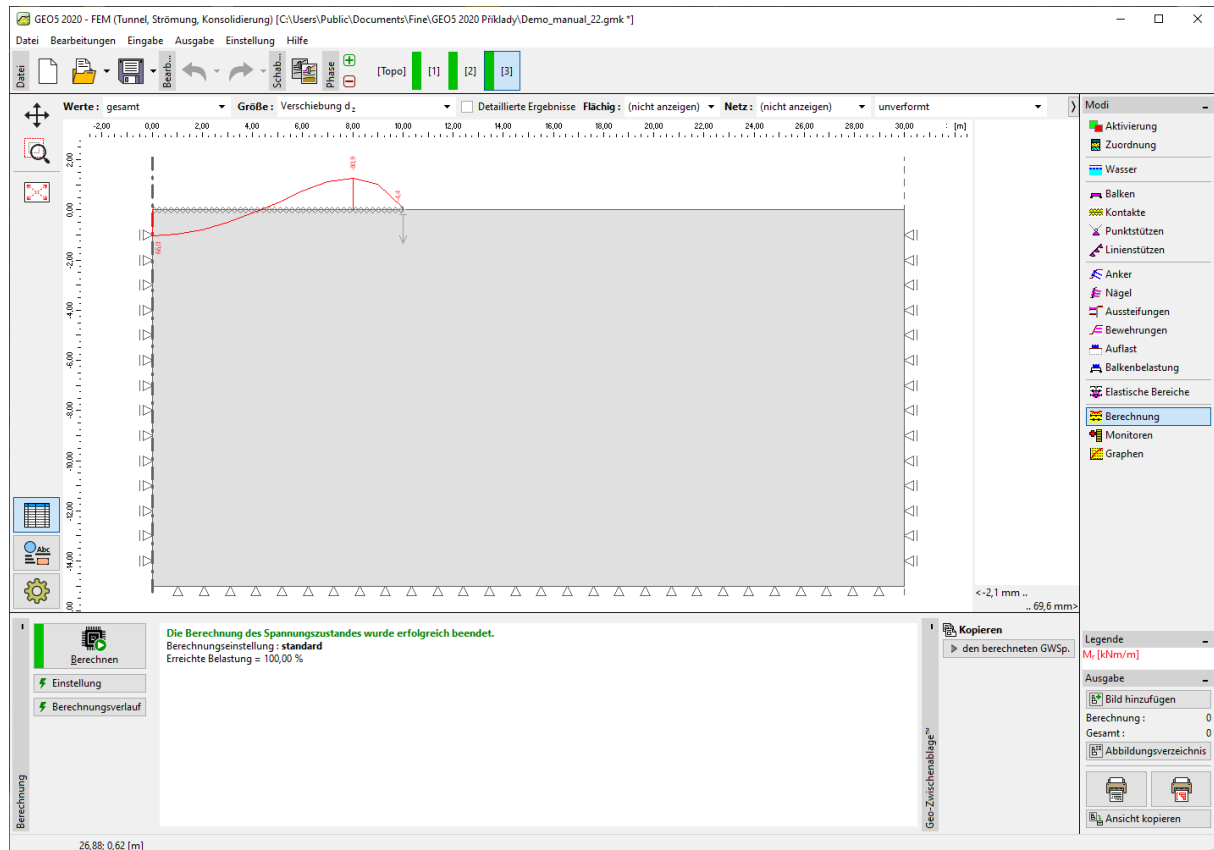 GEO5 2020 - FEM (Tunnel, Strömung, Konsolidierung) [C:\Users\Public\Documents\Fine\GEO5 2020 Příklady\Demo_manual_22.gmk *]
Datei Bearbeitungen Eingabe Ausgabe Einstellung Hilfe
Datei Bearb... Schab... Phase [Topo] [1] [2] [3]
Werte : gesamt Größe : Verschiebung d z Detaillierte Ergebnisse Flächig : (nicht anzeigen) Netz : (nicht anzeigen) unverformt
-2,00 0,00 2,00 4,00 6,00 8,00 10,00 12,00 14,00 16,00 18,00 20,00 22,00 24,00 26,00 28,00 30,00 [m]
2,00
0,00
-2,00
-4,00
-6,00
-8,00
-10,00
-12,00
-14,00
-80,9
-4,4
66,0
<-2,1 mm ..
.. 69,6 mm>
Modi
Aktivierung
Zuordnung
Wasser
Balken
Kontakte
Punktstützen
Linienstützen
Anker
Nägel
Aussteifungen
Bewehrungen
Auflast
Balkenbelastung
Elastische Bereiche
Berechnung
Monitoren
Graphen
Legende
Mr [kNm/m]
Ausgabe
Bild hinzufügen
Berechnung : 0
Gesamt : 0
Abbildungsverzeichnis
Ansicht kopieren
Berechnung
Berechnen
Einstellung
Berechnungsverlauf
Die Berechnung des Spannungszustandes wurde erfolgreich beendet.
Berechnungseinstellung : standard
Erreichte Belastung = 100,00 %
Geo-Zwischenablage™
Kopieren
den berechneten GWSp.
26,88; 0,62 [m]